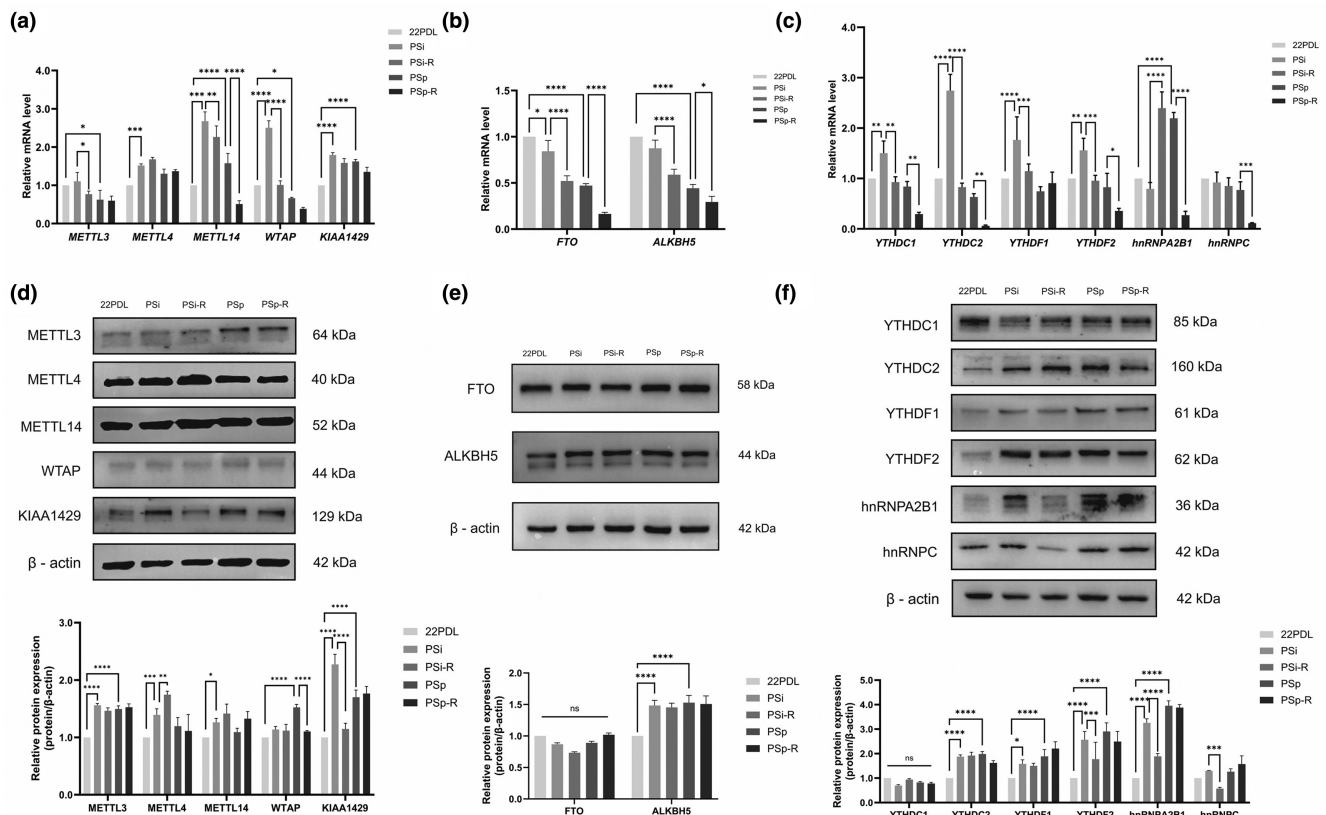 (a)
22PDL
PSi
PSi-R
PSp
PSp-R
Relative mRNA level
4.0
3.0
2.0
1.0
0.0
* * *** **** *** ** **** **** **** * **** ****
METTL3 METTL4 METTL14 WTAP KIAA1429
(b)
22PDL
PSi
PSi-R
PSp
PSp-R
Relative mRNA level
1.5
1.0
0.5
0.0
**** * **** **** **** **** *
FTO ALKBH5
(c)
22PDL
PSi
PSi-R
PSp
PSp-R
Relative mRNA level
4.0
3.0
2.0
1.0
0.0
** ** ** **** **** ** **** *** ** *** * **** **** **** ***
YTHDC1 YTHDC2 YTHDF1 YTHDF2 hnRNPA2B1 hnRNPC
(d)
22PDL PSi PSi-R PSp PSp-R
METTL3 64 kDa
METTL4 40 kDa
METTL14 52 kDa
WTAP 44 kDa
KIAA1429 129 kDa
β - actin 42 kDa
22PDL
PSi
PSi-R
PSp
PSp-R
Relative protein expression
(protein/β-actin)
3.0
2.0
1.0
0.0
**** **** *** ** * **** **** **** **** ****
METTL3 METTL4 METTL14 WTAP KIAA1429
(e)
22PDL PSi PSi-R PSp PSp-R
FTO 58 kDa
ALKBH5 44 kDa
β - actin 42 kDa
22PDL
PSi
PSi-R
PSp
PSp-R
Relative protein expression
(protein/β-actin)
1.5
2.0
1.0
0.5
0.0
ns **** ****
FTO ALKBH5
(f)
22PDL PSi PSi-R PSp PSp-R
YTHDC1 85 kDa
YTHDC2 160 kDa
YTHDF1 61 kDa
YTHDF2 62 kDa
hnRNPA2B1 36 kDa
hnRNPC 42 kDa
β - actin 42 kDa
22PDL
PSi
PSi-R
PSp
PSp-R
Relative protein expression
(protein/β-actin)
5.0
4.0
3.0
2.0
1.0
0.0
ns **** **** * **** **** *** **** **** **** **** ***
YTHDC1 YTHDC2 YTHDF1 YTHDF2 hnRNPA2B1 hnRNPC